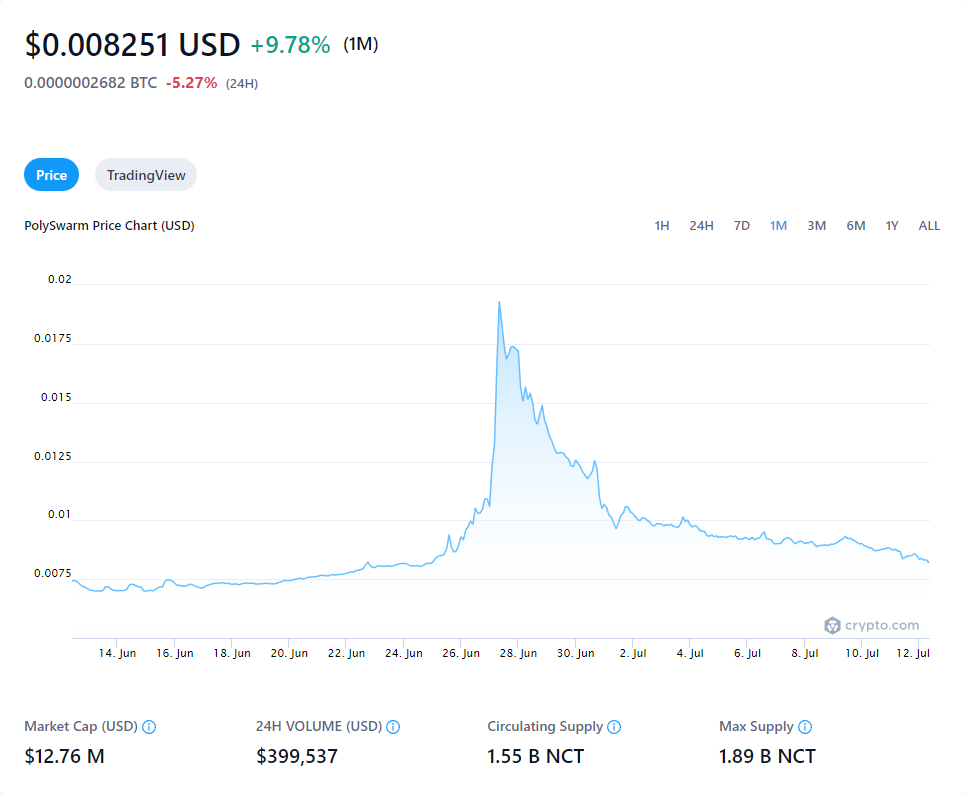 $0.008251 USD +9.78% (1M)
0.0000002682 BTC -5.27% (24H)
Price TradingView
PolySwarm Price Chart (USD) 1H 24H 7D 1M 3M 6M 1Y ALL
0.02
0.0175
0.015
0.0125
0.01
0.0075
crypto.com
14. Jun 16. Jun 18. Jun 20. Jun 22. Jun 24. Jun 26. Jun 28. Jun 30. Jun 2. Jul 4. Jul 6. Jul 8. Jul 10. Jul 12. Jul
Market Cap (USD) 24H VOLUME (USD) Circulating Supply Max Supply
$12.76 M $399,537 1.55 B NCT 1.89 B NCT